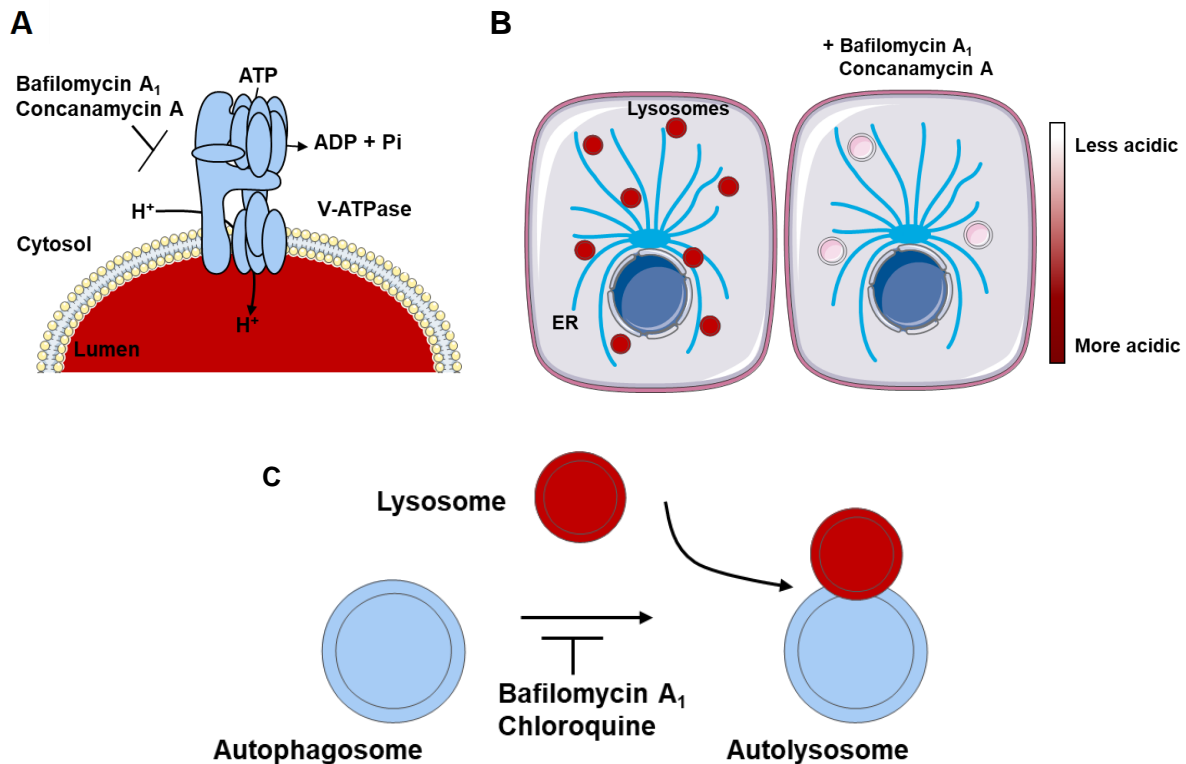 A
Bafilomycin A₁
Concanamycin A
ATP
ADP + Pi
H⁺
V-ATPase
Cytosol
H⁺
Lumen
B
+ Bafilomycin A₁
Concanamycin A
Lysosomes
ER
Less acidic
More acidic
C
Lysosome
Bafilomycin A₁
Chloroquine
Autophagosome
Autolysosome